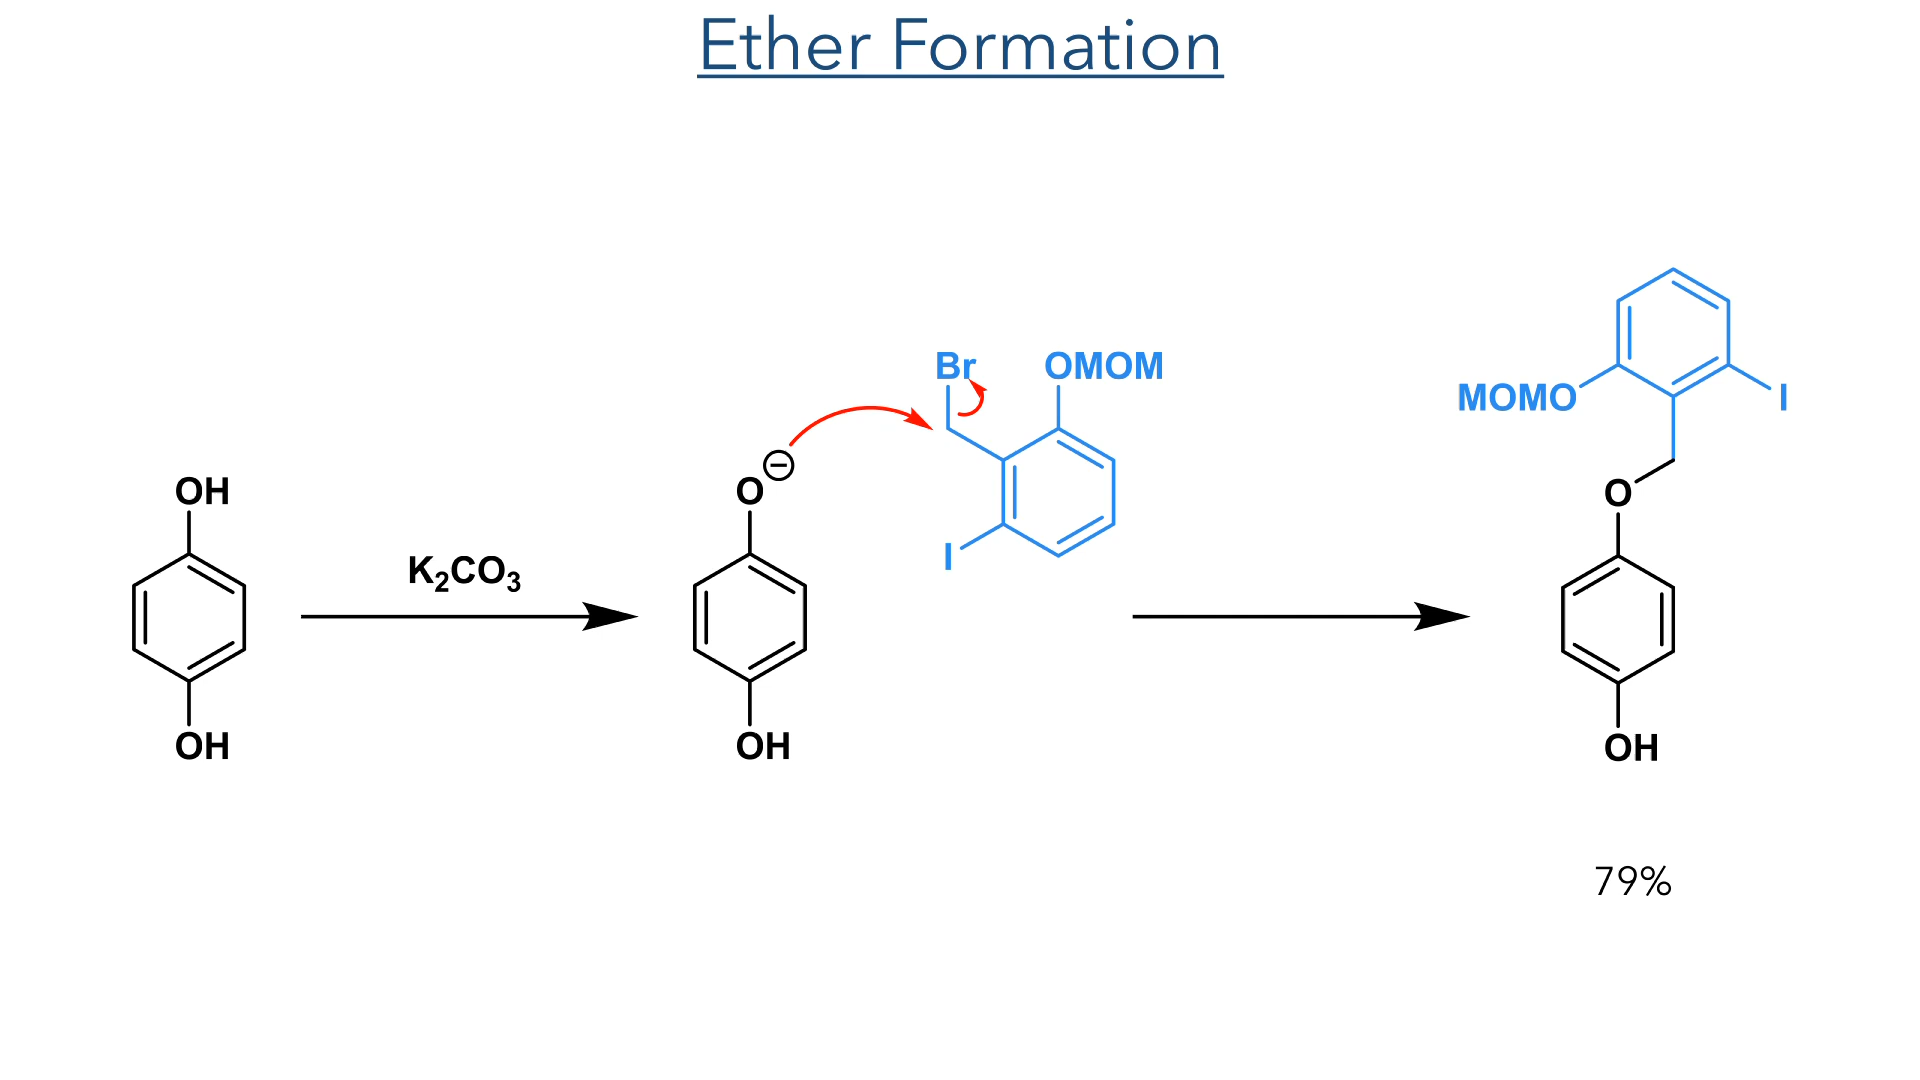 Ether Formation
Br OMOM
MOMO I
OH O⊖ O
I
K₂CO₃
OH OH OH
79%